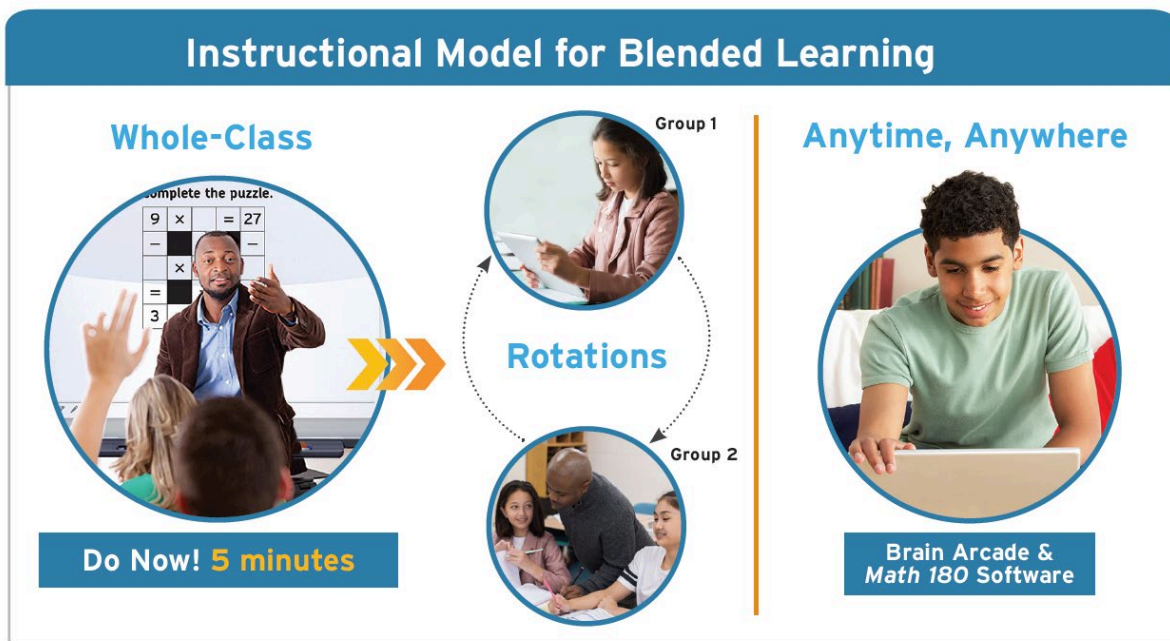 Instructional Model for Blended Learning
Whole-Class
complete the puzzle.
9 × = 27
– –
×
=
3
Do Now! 5 minutes
Group 1
Rotations
Group 2
Anytime, Anywhere
Brain Arcade &
Math 180 Software